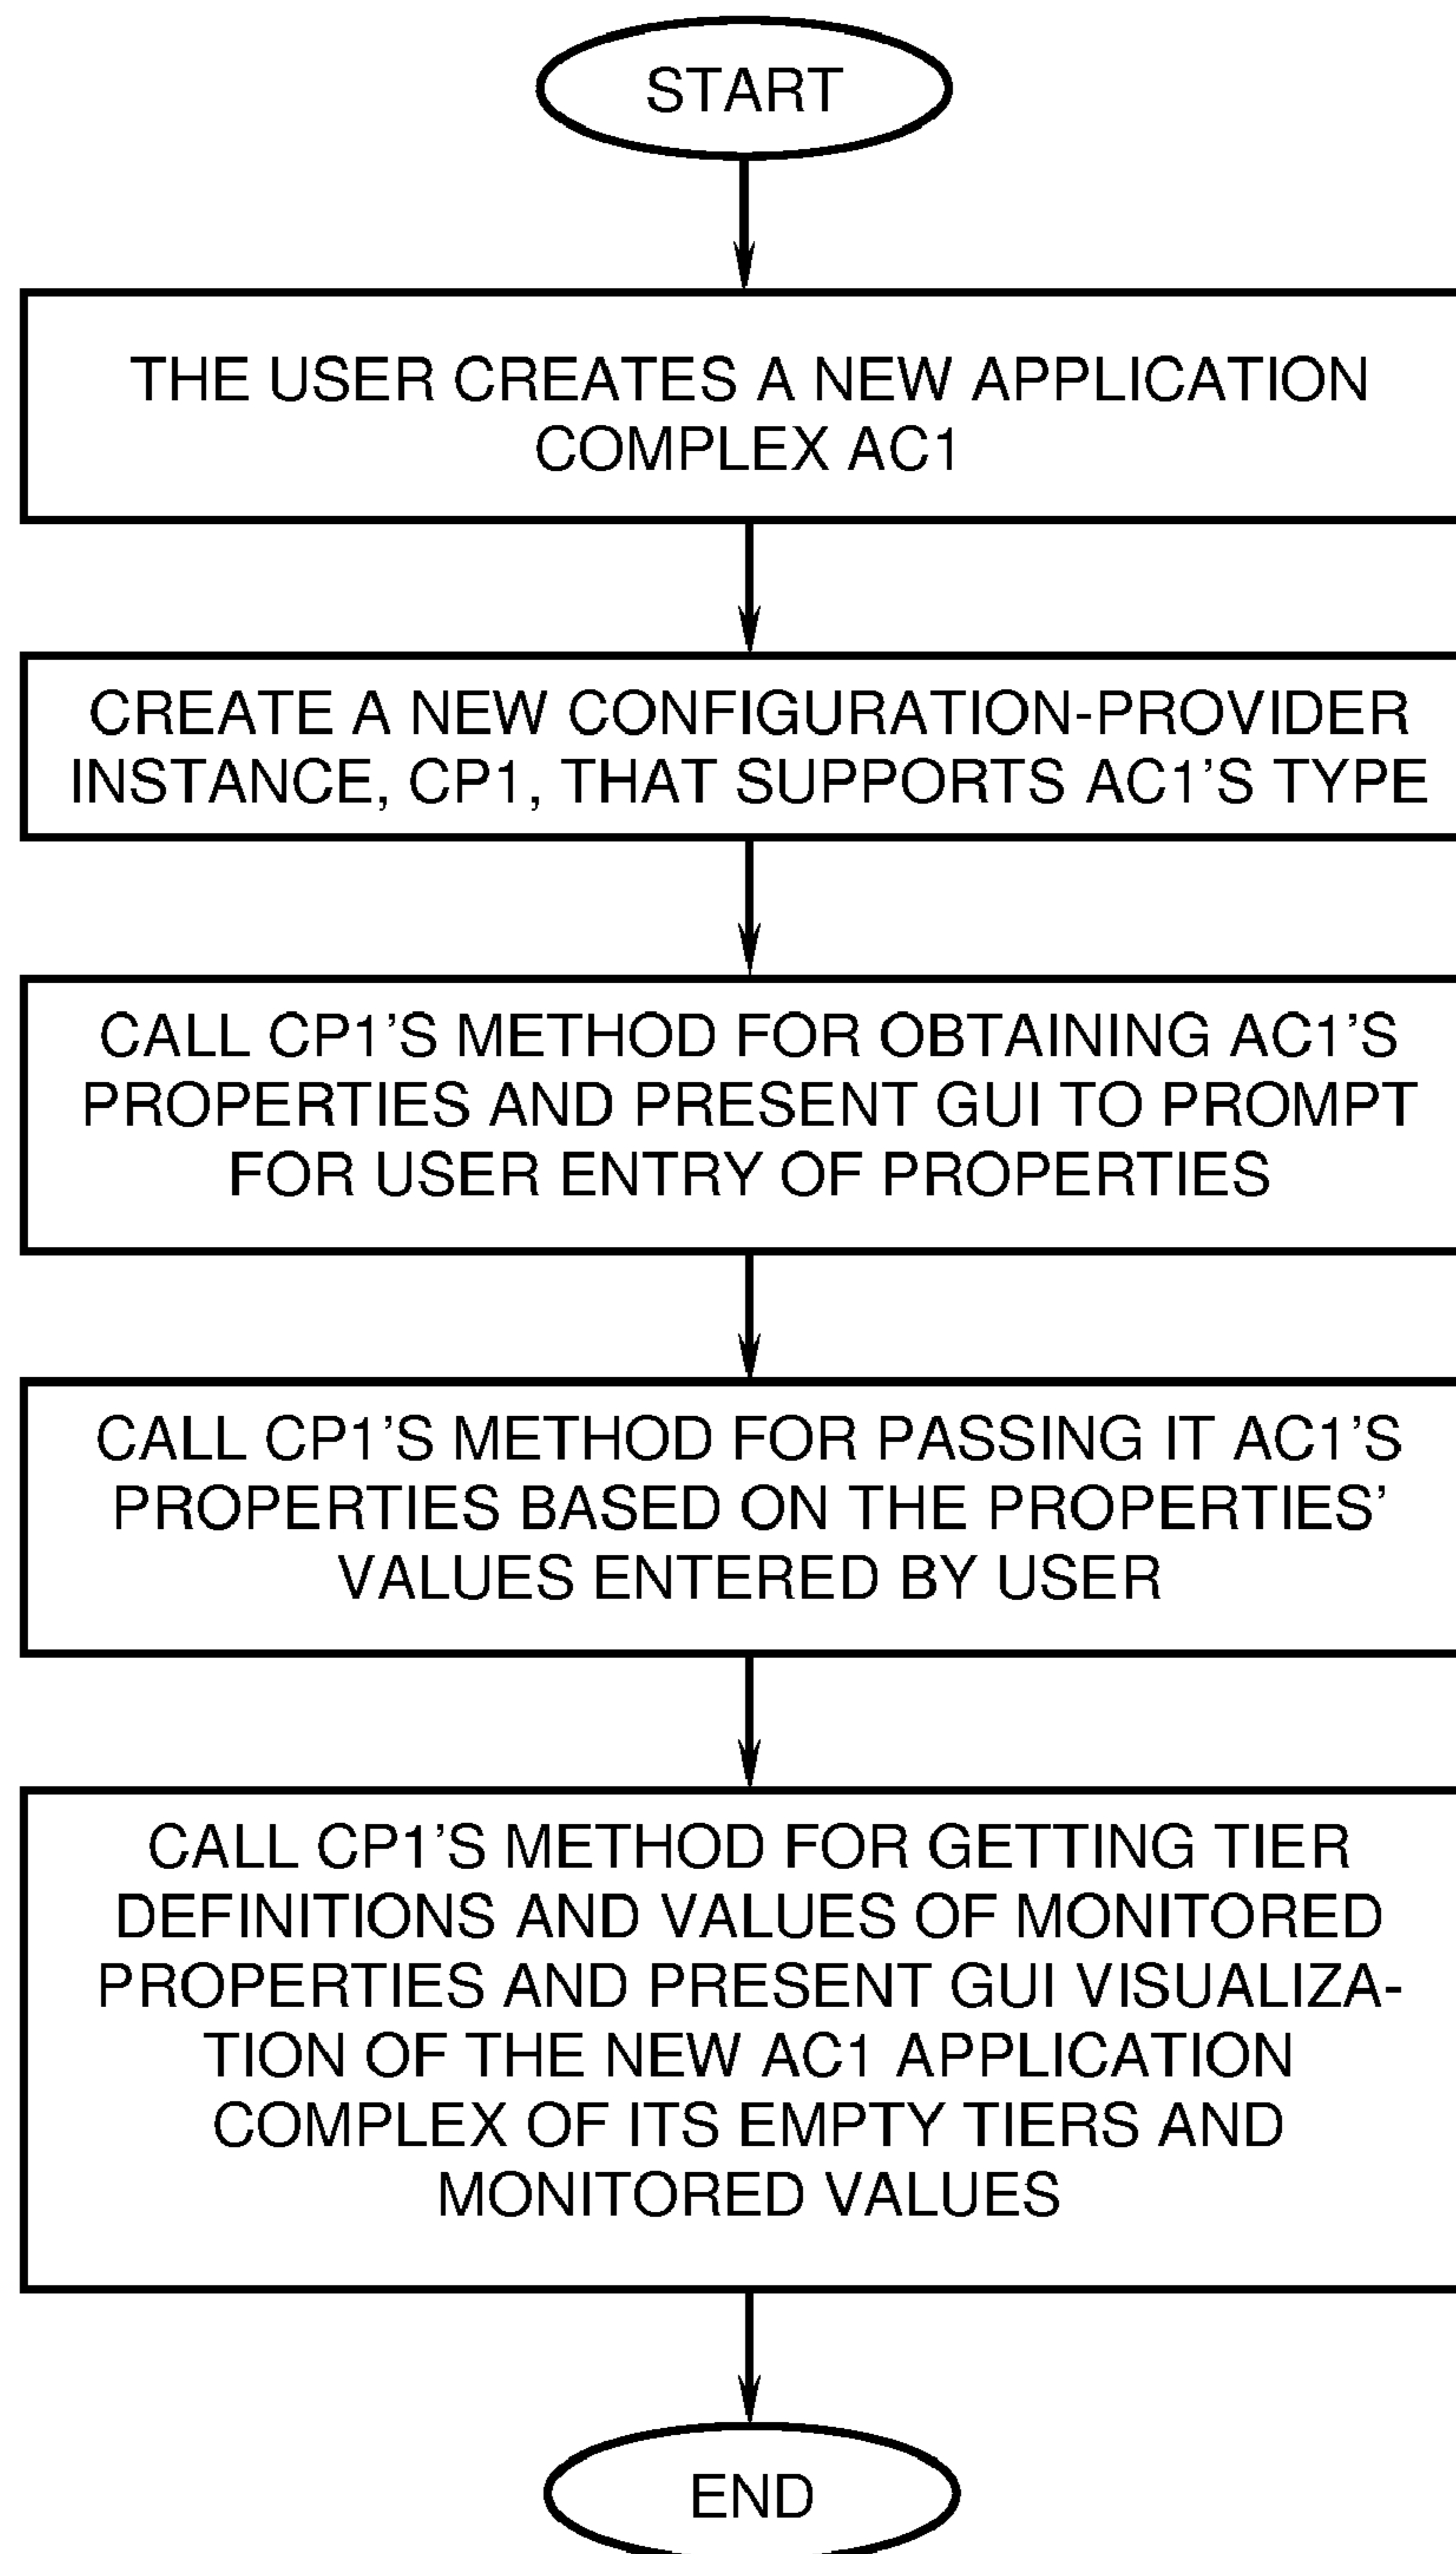 START
THE USER CREATES A NEW APPLICATION
COMPLEX AC1
CREATE A NEW CONFIGURATION-PROVIDER
INSTANCE, CP1, THAT SUPPORTS AC1'S TYPE
CALL CP1'S METHOD FOR OBTAINING AC1'S
PROPERTIES AND PRESENT GUI TO PROMPT
FOR USER ENTRY OF PROPERTIES
CALL CP1'S METHOD FOR PASSING IT AC1'S
PROPERTIES BASED ON THE PROPERTIES'
VALUES ENTERED BY USER
CALL CP1'S METHOD FOR GETTING TIER
DEFINITIONS AND VALUES OF MONITORED
PROPERTIES AND PRESENT GUI VISUALIZA-
TION OF THE NEW AC1 APPLICATION
COMPLEX OF ITS EMPTY TIERS AND
MONITORED VALUES
END